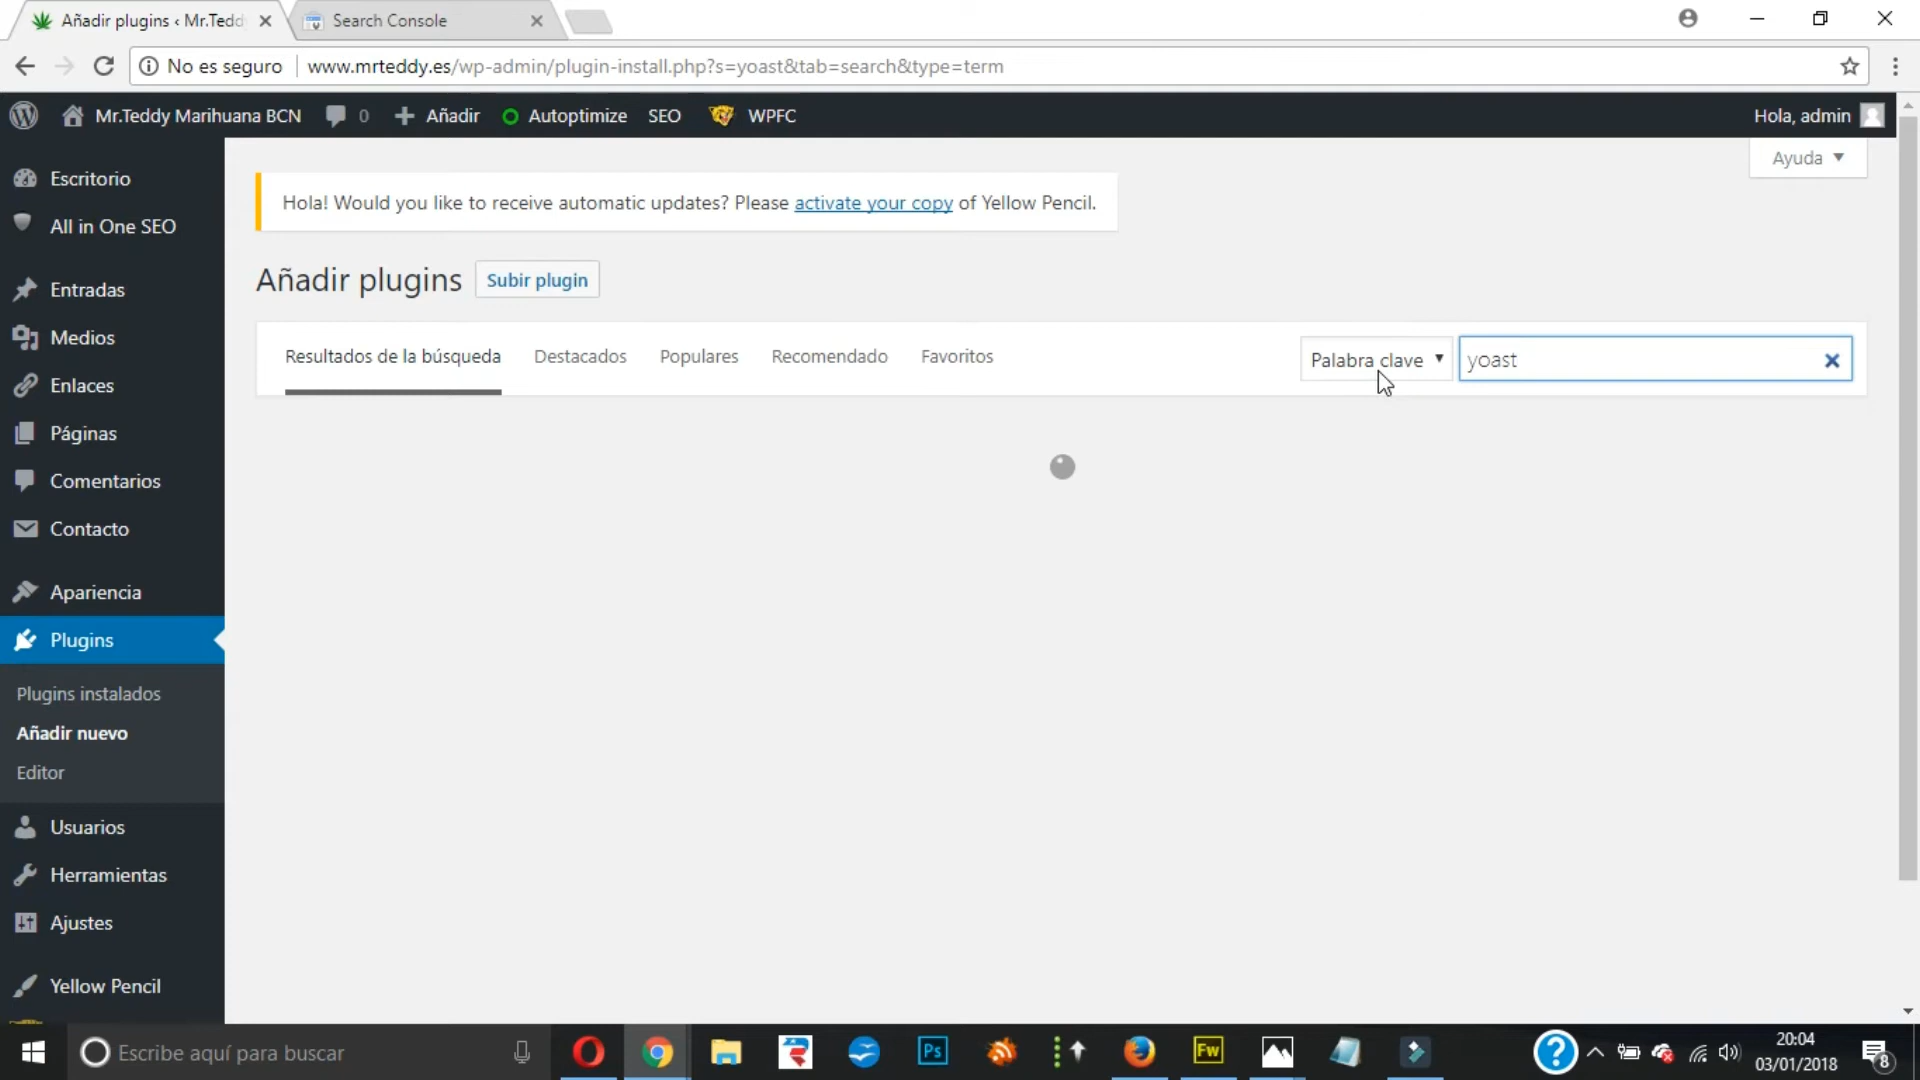 Añadir plugins ‹ Mr.Tedd
Search Console
No es seguro
www.mrteddy.es/wp-admin/plugin-install.php?s=yoast&tab=search&type=term
Mr.Teddy Marihuana BCN
0
Añadir
Autoptimize
SEO
WPFC
Hola, admin
Ayuda
Escritorio
All in One SEO
Entradas
Medios
Enlaces
Páginas
Comentarios
Contacto
Apariencia
Plugins
Plugins instalados
Añadir nuevo
Editor
Usuarios
Herramientas
Ajustes
Yellow Pencil
Hola! Would you like to receive automatic updates? Please activate your copy of Yellow Pencil.
Añadir plugins
Subir plugin
Resultados de la búsqueda
Destacados
Populares
Recomendado
Favoritos
Palabra clave
yoast
Escribe aquí para buscar
Ps
Fw
20:04
03/01/2018
8